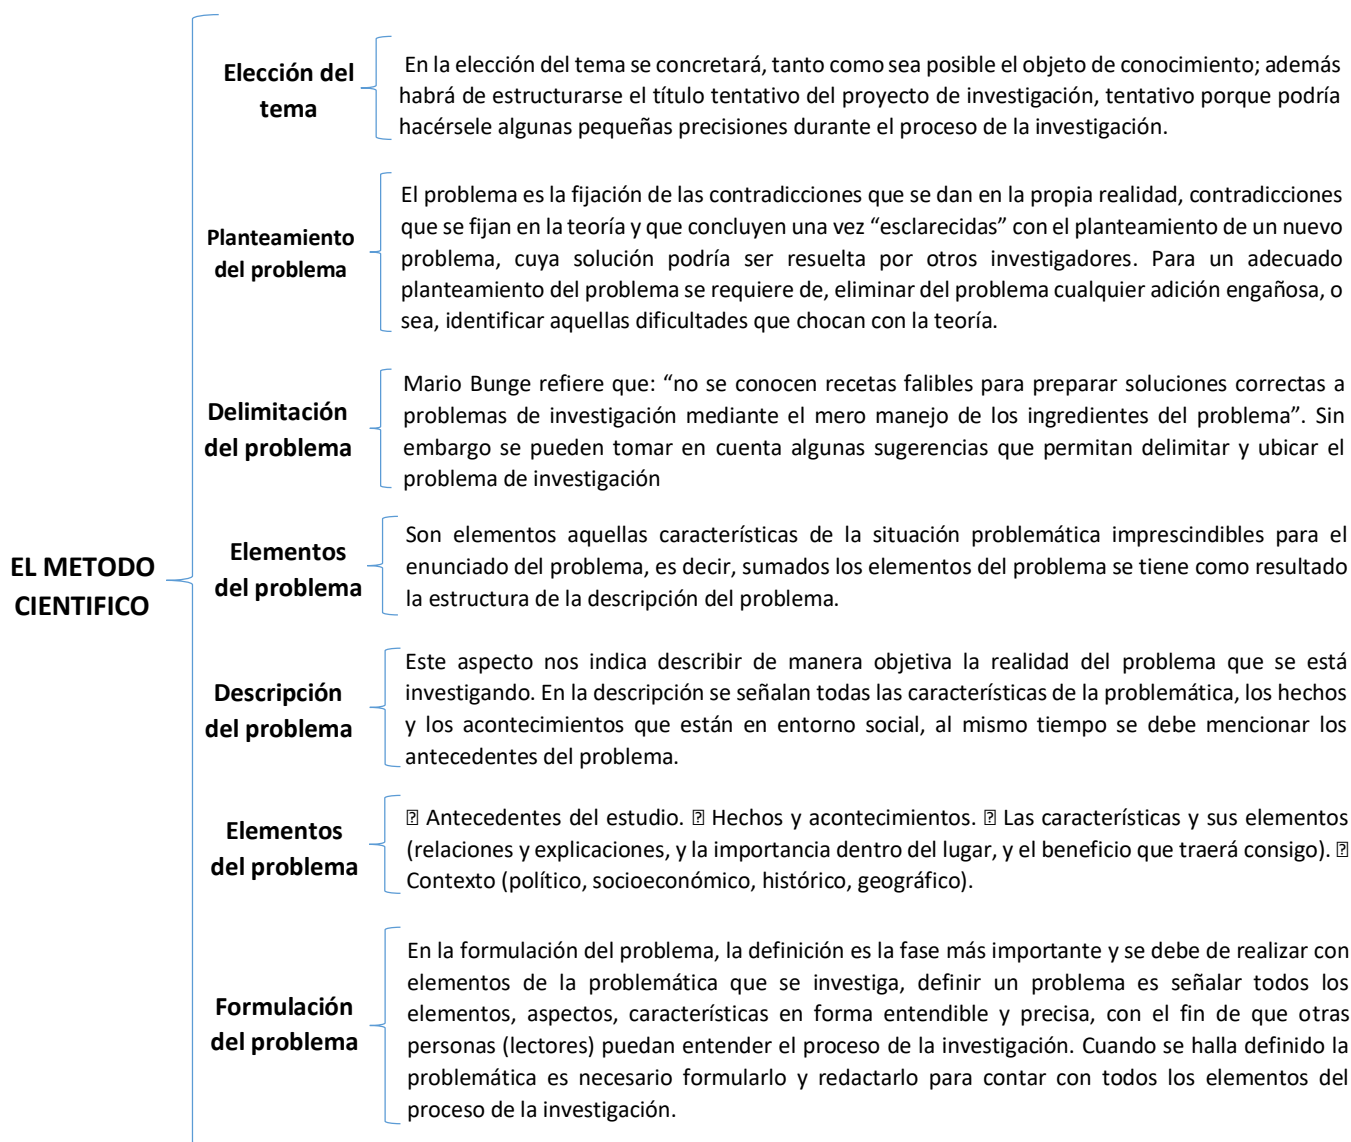 EL METODO
CIENTIFICO
Elección del
tema
En la elección del tema se concretará, tanto como sea posible el objeto de conocimiento; además
habrá de estructurarse el título tentativo del proyecto de investigación, tentativo porque podría
hacérsele algunas pequeñas precisiones durante el proceso de la investigación.
Planteamiento
del problema
El problema es la fijación de las contradicciones que se dan en la propia realidad, contradicciones
que se fijan en la teoría y que concluyen una vez “esclarecidas” con el planteamiento de un nuevo
problema, cuya solución podría ser resuelta por otros investigadores. Para un adecuado
planteamiento del problema se requiere de, eliminar del problema cualquier adición engañosa, o
sea, identificar aquellas dificultades que chocan con la teoría.
Delimitación
del problema
Mario Bunge refiere que: “no se conocen recetas falibles para preparar soluciones correctas a
problemas de investigación mediante el mero manejo de los ingredientes del problema”. Sin
embargo se pueden tomar en cuenta algunas sugerencias que permitan delimitar y ubicar el
problema de investigación
Elementos
del problema
Son elementos aquellas características de la situación problemática imprescindibles para el
enunciado del problema, es decir, sumados los elementos del problema se tiene como resultado
la estructura de la descripción del problema.
Descripción
del problema
Este aspecto nos indica describir de manera objetiva la realidad del problema que se está
investigando. En la descripción se señalan todas las características de la problemática, los hechos
y los acontecimientos que están en entorno social, al mismo tiempo se debe mencionar los
antecedentes del problema.
Elementos
del problema
⍰ Antecedentes del estudio. ⍰ Hechos y acontecimientos. ⍰ Las características y sus elementos
(relaciones y explicaciones, y la importancia dentro del lugar, y el beneficio que traerá consigo). ⍰
Contexto (político, socioeconómico, histórico, geográfico).
Formulación
del problema
En la formulación del problema, la definición es la fase más importante y se debe de realizar con
elementos de la problemática que se investiga, definir un problema es señalar todos los
elementos, aspectos, características en forma entendible y precisa, con el fin de que otras
personas (lectores) puedan entender el proceso de la investigación. Cuando se halla definido la
problemática es necesario formularlo y redactarlo para contar con todos los elementos del
proceso de la investigación.